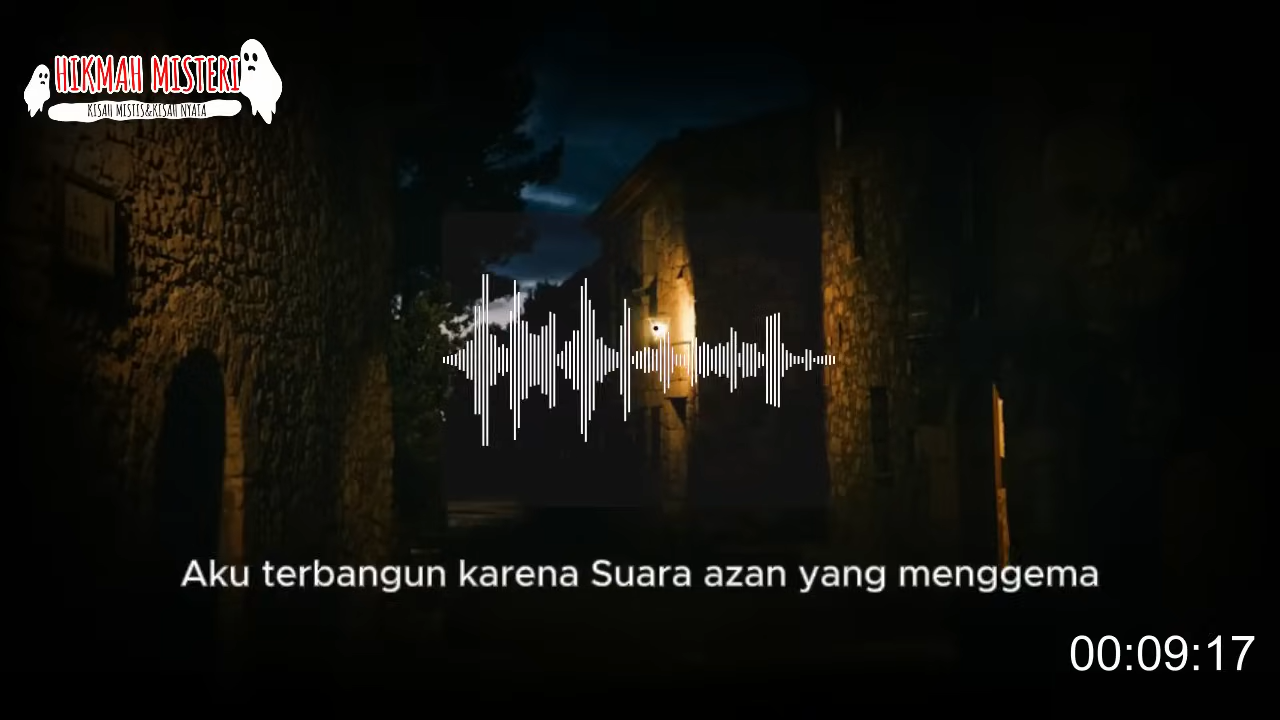 HIKMAH MISTERI
KISAH MISTIS&KISAH NYATA
Aku terbangun karena Suara azan yang menggema
00:09:17